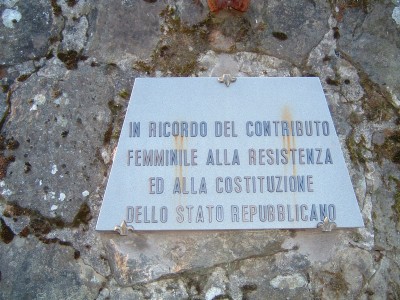 IN RICORDO DEL CONTRIBUTO
FEMMINILE ALLA RESISTENZA
ED ALLA COSTITUZIONE
DELLO STATO REPUBBLICANO